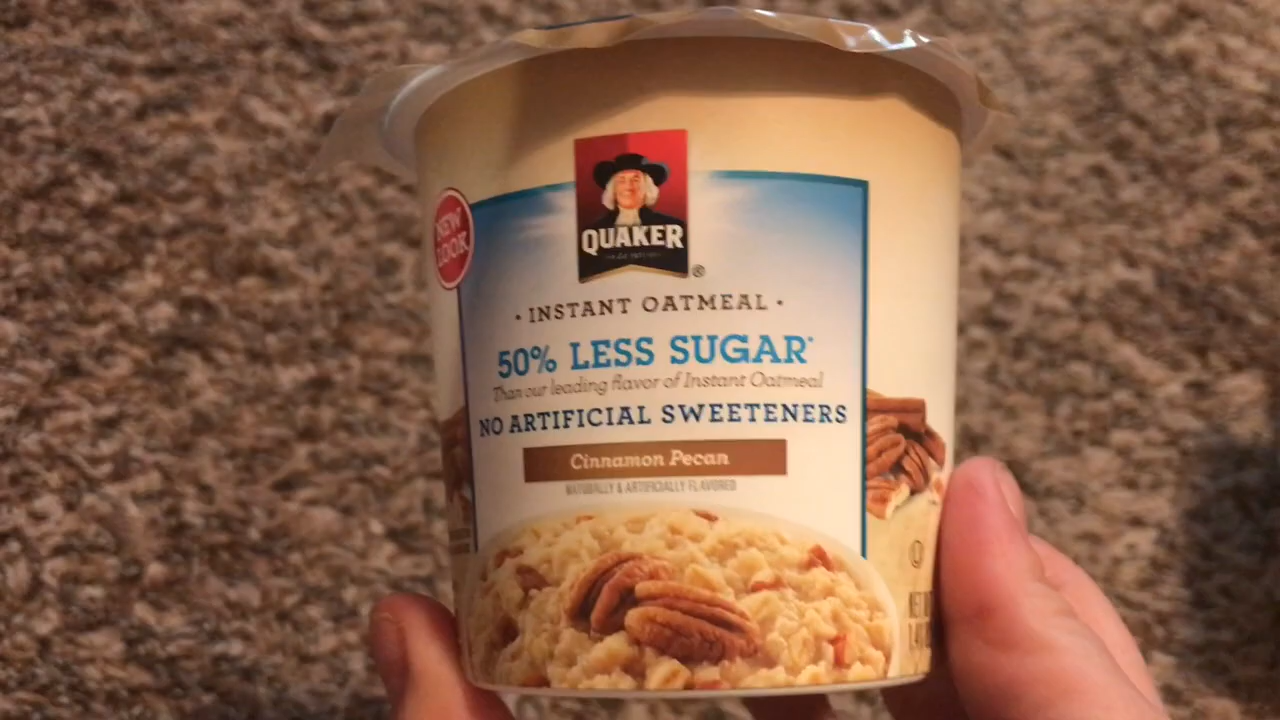 NEW
LOOK
QUAKER
®
• INSTANT OATMEAL •
50% LESS SUGAR*
Than our leading flavor of Instant Oatmeal
NO ARTIFICIAL SWEETENERS
Cinnamon Pecan
NATURALLY & ARTIFICIALLY FLAVORED
NET